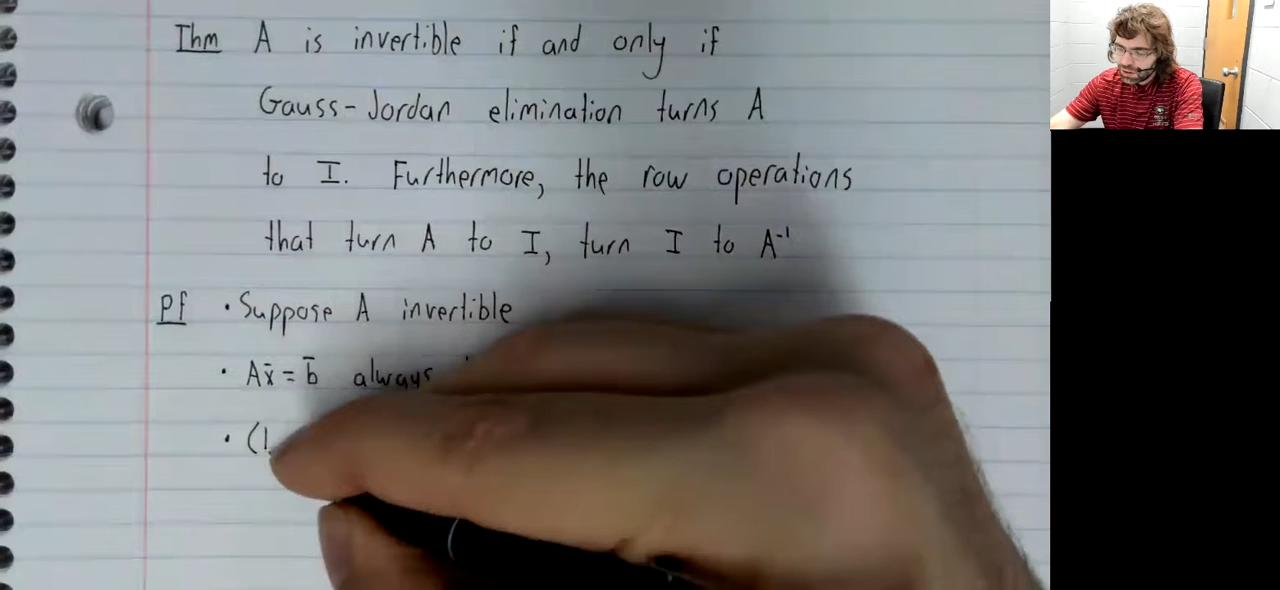 Thm A is invertible if and only if
Gauss-Jordan elimination turns A
to I. Furthermore, the row operations
that turn A to I, turn I to A⁻¹
Pf • Suppose A invertible
• Ax̄ = b̄ always
• (